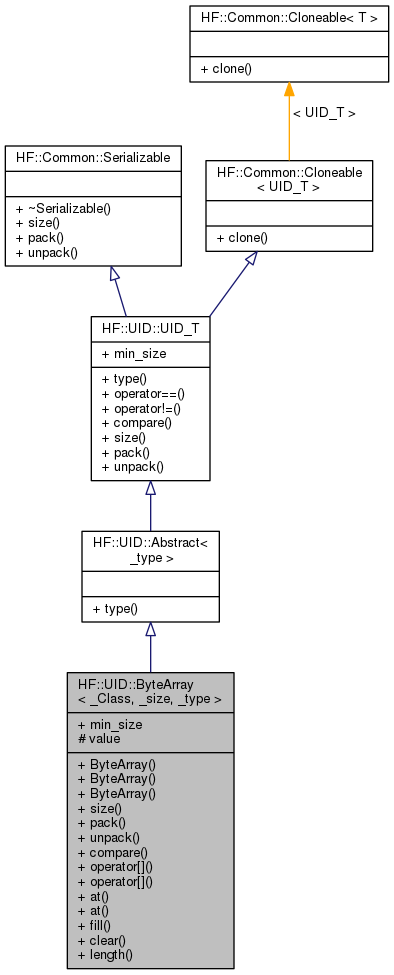 HF::Common::Cloneable< T >
+ clone()
< UID_T >
HF::Common::Serializable
+ ~Serializable()
+ size()
+ pack()
+ unpack()
HF::Common::Cloneable
< UID_T >
+ clone()
HF::UID::UID_T
+ min_size
+ type()
+ operator==()
+ operator!=()
+ compare()
+ size()
+ pack()
+ unpack()
HF::UID::Abstract<
_type >
+ type()
HF::UID::ByteArray
< _Class, _size, _type >
+ min_size
# value
+ ByteArray()
+ ByteArray()
+ ByteArray()
+ size()
+ pack()
+ unpack()
+ compare()
+ operator[]()
+ operator[]()
+ at()
+ at()
+ fill()
+ clear()
+ length()